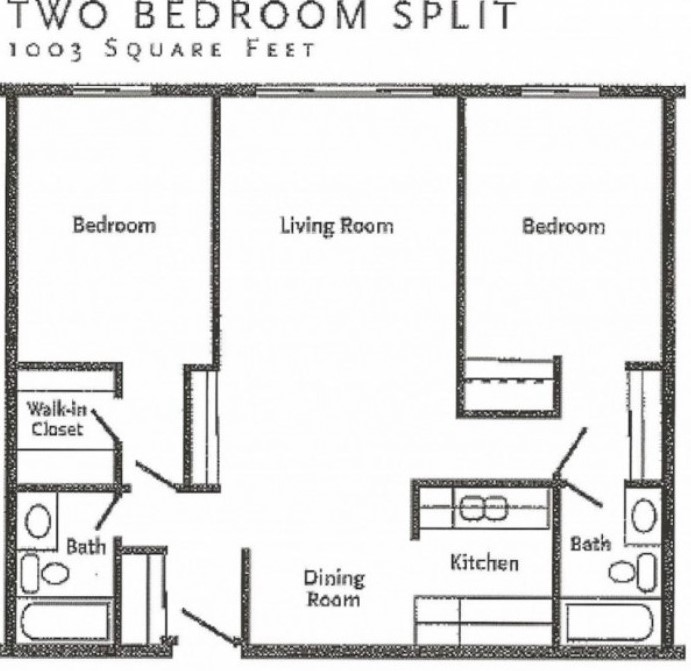 TWO BEDROOM SPLIT
1003 SQUARE FEET
Bedroom
Living Room
Bedroom
Walk-in
Closet
Bath
Dining
Room
Kitchen
Bath